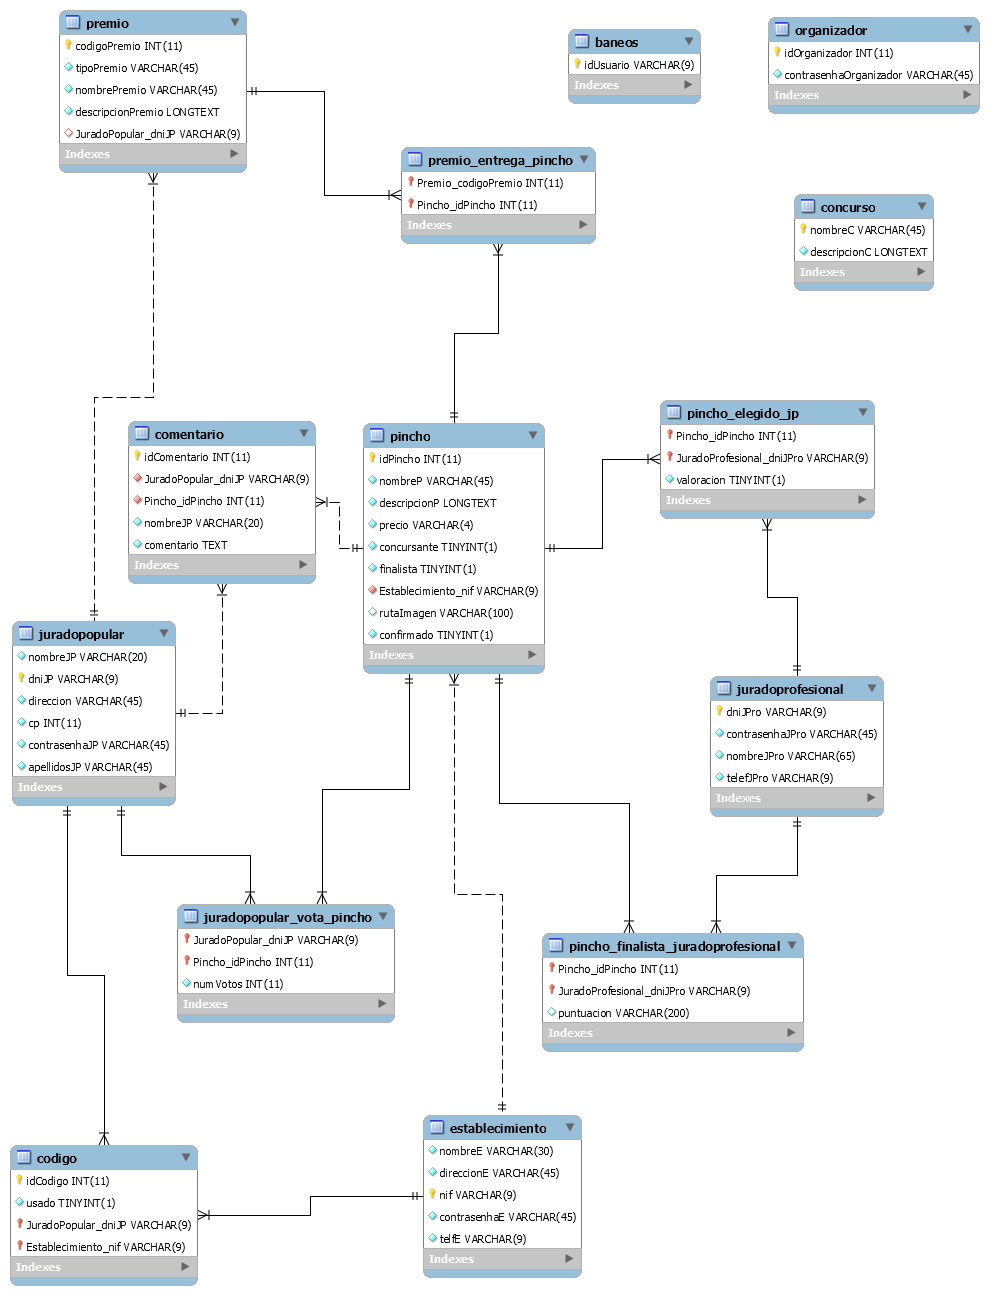 premio
codigoPremio INT(11)
tipoPremio VARCHAR(45)
nombrePremio VARCHAR(45)
descripcionPremio LONGTEXT
JuradoPopular_dniJP VARCHAR(9)
Indexes
baneos
idUsuario VARCHAR(9)
Indexes
organizador
idOrganizador INT(11)
contrasenhaOrganizador VARCHAR(45)
Indexes
premio_entrega_pincho
Premio_codigoPremio INT(11)
Pincho_idPincho INT(11)
Indexes
concurso
nombreC VARCHAR(45)
descripcionC LONGTEXT
Indexes
comentario
idComentario INT(11)
JuradoPopular_dniJP VARCHAR(9)
Pincho_idPincho INT(11)
nombreJP VARCHAR(20)
comentario TEXT
Indexes
pincho
idPincho INT(11)
nombreP VARCHAR(45)
descripcionP LONGTEXT
precio VARCHAR(4)
concursante TINYINT(1)
finalista TINYINT(1)
Establecimiento_nif VARCHAR(9)
rutaImagen VARCHAR(100)
confirmado TINYINT(1)
Indexes
pincho_elegido_jp
Pincho_idPincho INT(11)
JuradoProfesional_dniJPro VARCHAR(9)
valoracion TINYINT(1)
Indexes
juradopopular
nombreJP VARCHAR(20)
dniJP VARCHAR(9)
direccion VARCHAR(45)
cp INT(11)
contrasenhaJP VARCHAR(45)
apellidosJP VARCHAR(45)
Indexes
juradoprofesional
dniJPro VARCHAR(9)
contrasenhaJPro VARCHAR(45)
nombreJPro VARCHAR(65)
telefJPro VARCHAR(9)
Indexes
juradopopular_vota_pincho
JuradoPopular_dniJP VARCHAR(9)
Pincho_idPincho INT(11)
numVotos INT(11)
Indexes
pincho_finalista_juradoprofesional
Pincho_idPincho INT(11)
JuradoProfesional_dniJPro VARCHAR(9)
puntuacion VARCHAR(200)
Indexes
codigo
idCodigo INT(11)
usado TINYINT(1)
JuradoPopular_dniJP VARCHAR(9)
Establecimiento_nif VARCHAR(9)
Indexes
establecimiento
nombreE VARCHAR(30)
direccionE VARCHAR(45)
nif VARCHAR(9)
contrasenhaE VARCHAR(45)
telfE VARCHAR(9)
Indexes